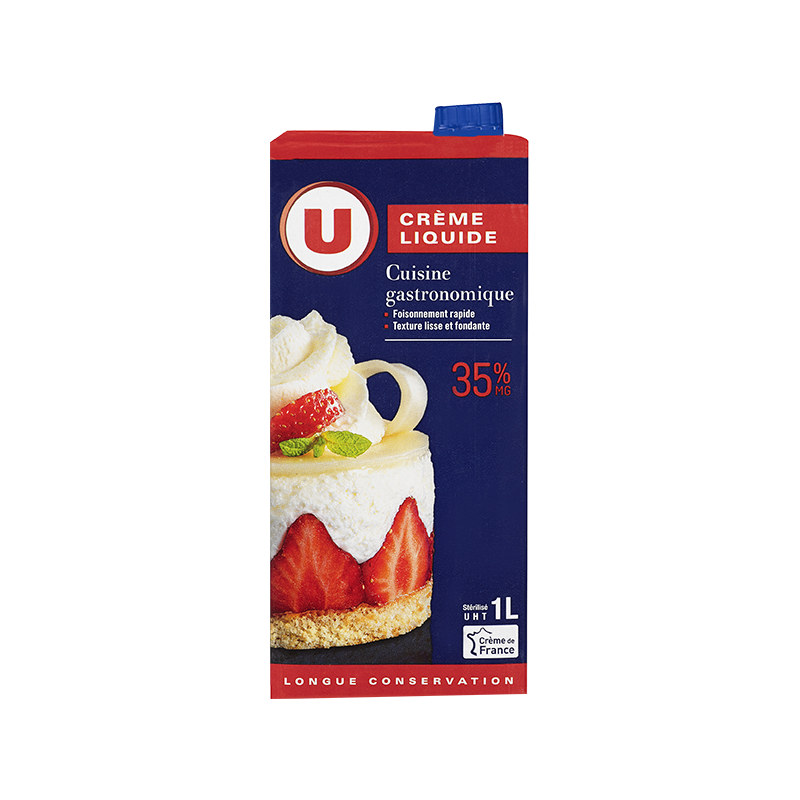 U
CRÈME
LIQUIDE
Cuisine
gastronomique
Foisonnement rapide
Texture lisse et fondante
35%
MG
Stérilisé
UHT
1L
Crème de
France
LONGUE CONSERVATION